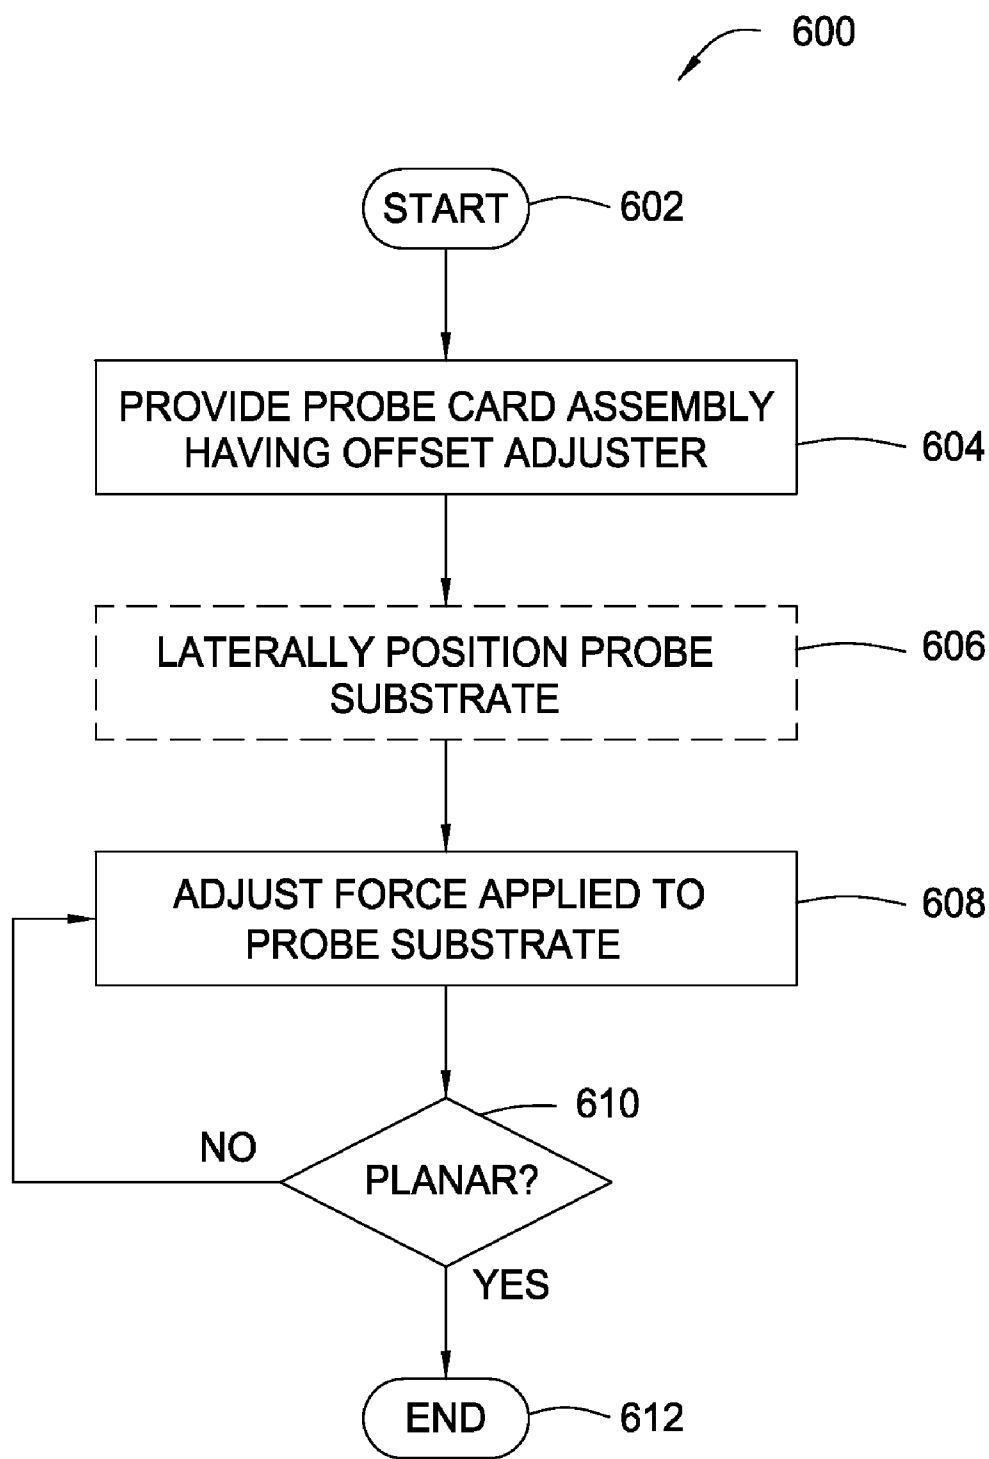 600
START
602
PROVIDE PROBE CARD ASSEMBLY
HAVING OFFSET ADJUSTER
604
LATERALLY POSITION PROBE
SUBSTRATE
606
ADJUST FORCE APPLIED TO
PROBE SUBSTRATE
608
610
NO
PLANAR?
YES
END
612